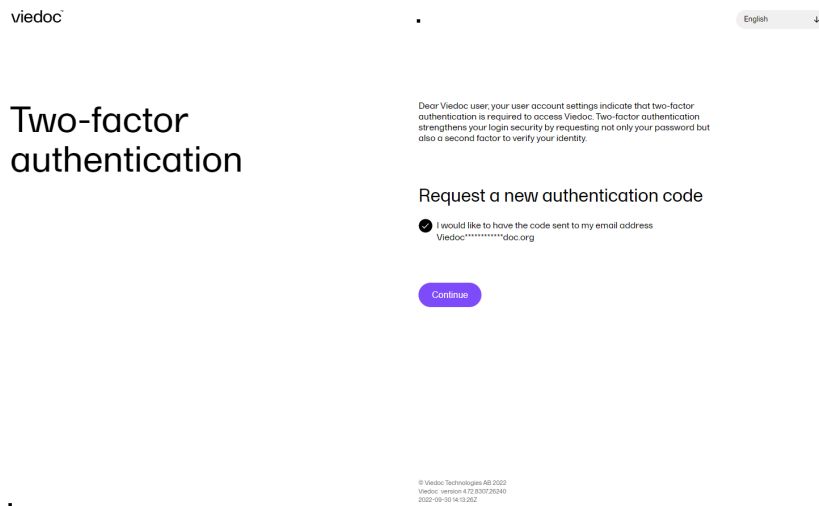 viedoc™
English
Two-factor
authentication
Dear Viedoc user, your user account settings indicate that two-factor
authentication is required to access Viedoc. Two-factor authentication
strengthens your login security by requesting not only your password but
also a second factor to verify your identity.
Request a new authentication code
I would like to have the code sent to my email address
Viedoc************doc.org
Continue
© Viedoc Technologies AB 2022
Viedoc version 4.72.8307.26240
2022-09-30 14:13:26Z